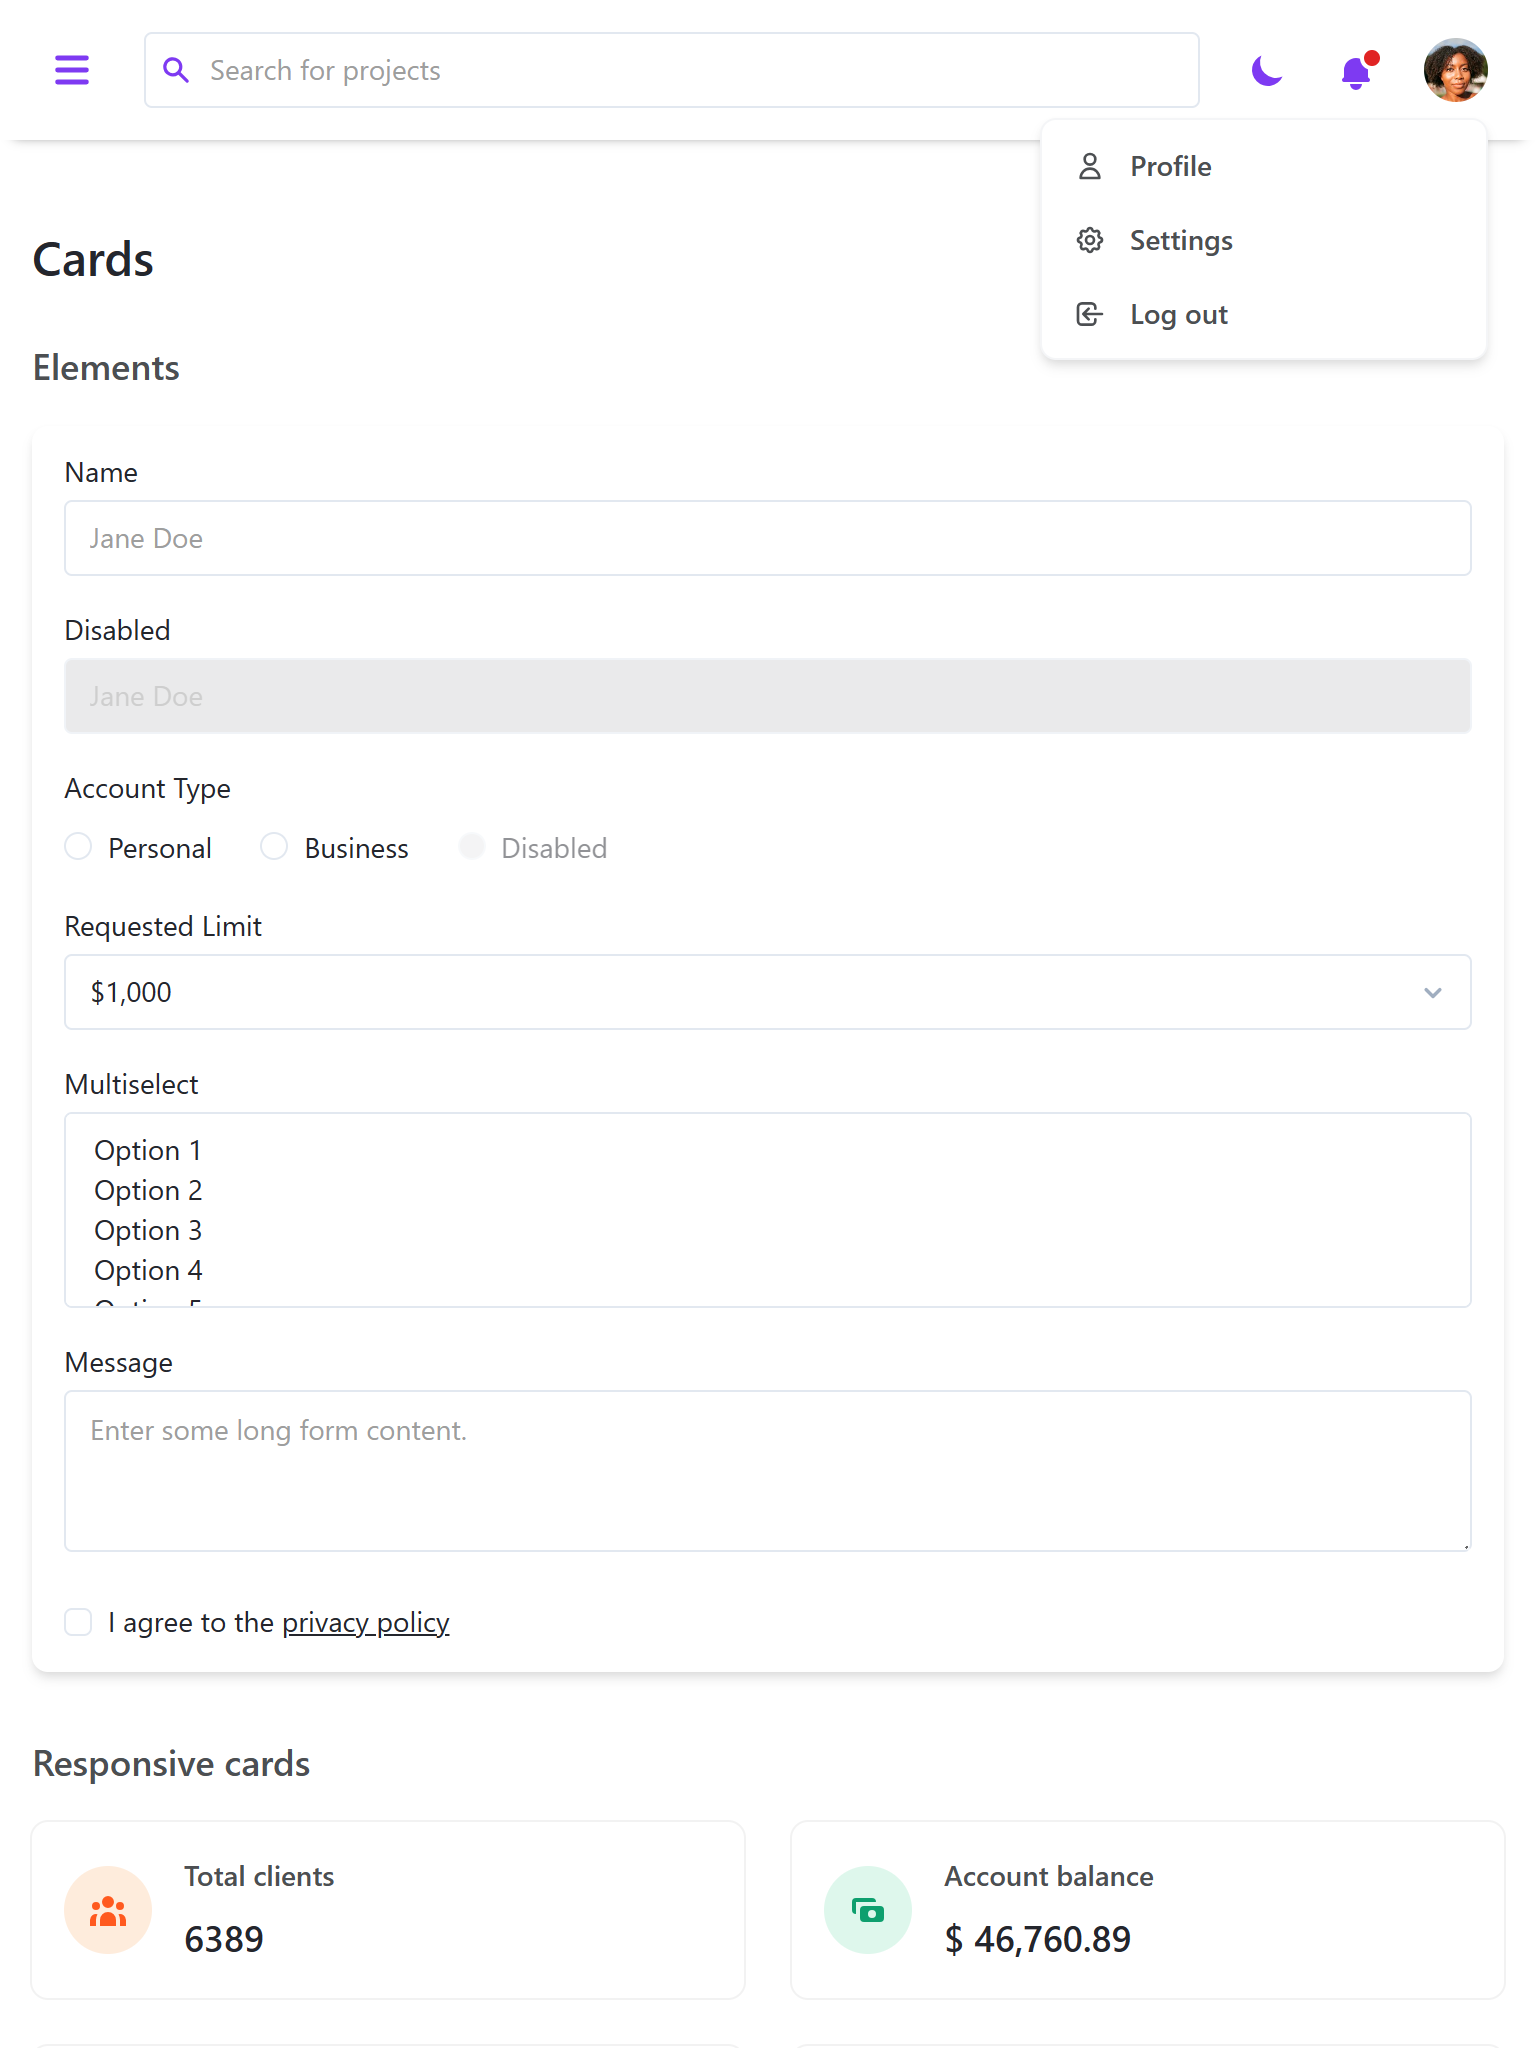 Search for projects
Profile
Settings
Log out
Cards
Elements
Name
Jane Doe
Disabled
Jane Doe
Account Type
Personal
Business
Disabled
Requested Limit
$1,000
Multiselect
Option 1
Option 2
Option 3
Option 4
Option 5
Message
Enter some long form content.
I agree to the privacy policy
Responsive cards
Total clients
6389
Account balance
$ 46,760.89